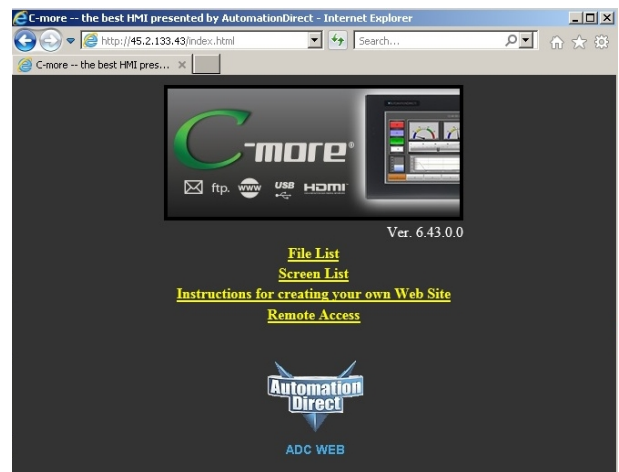 C-more -- the best HMI presented by AutomationDirect - Internet Explorer
http://45.2.133.43/index.html
Search...
C-more -- the best HMI pres...
C-more®
ftp. www USB HDMI
Ver. 6.43.0.0
File List
Screen List
Instructions for creating your own Web Site
Remote Access
Automation
Direct
ADC WEB